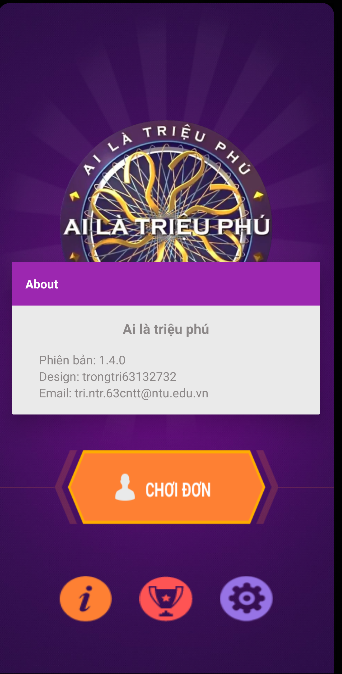 AI LÀ TRIỆU PHÚ
AI LÀ TRIỆU PHÚ
About
Ai là triệu phú
Phiên bản: 1.4.0
Design: trongtri63132732
Email: tri.ntr.63cntt@ntu.edu.vn
CHƠI ĐƠN
i